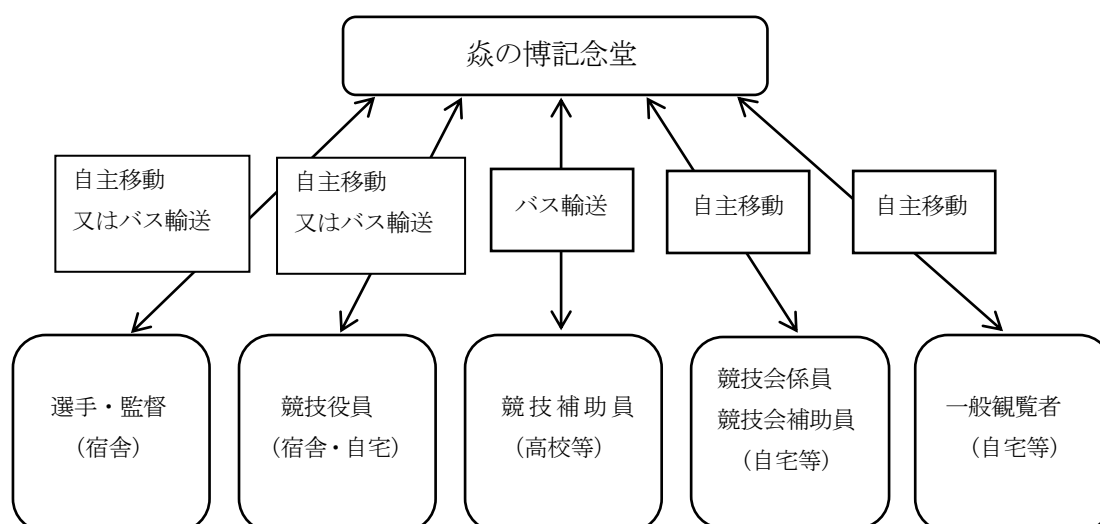 焱の博記念堂
自主移動
又はバス輸送
自主移動
又はバス輸送
バス輸送
自主移動
自主移動
選手・監督
(宿舎)
競技役員
(宿舎・自宅)
競技補助員
(高校等)
競技会係員
競技会補助員
(自宅等)
一般観覧者
(自宅等)